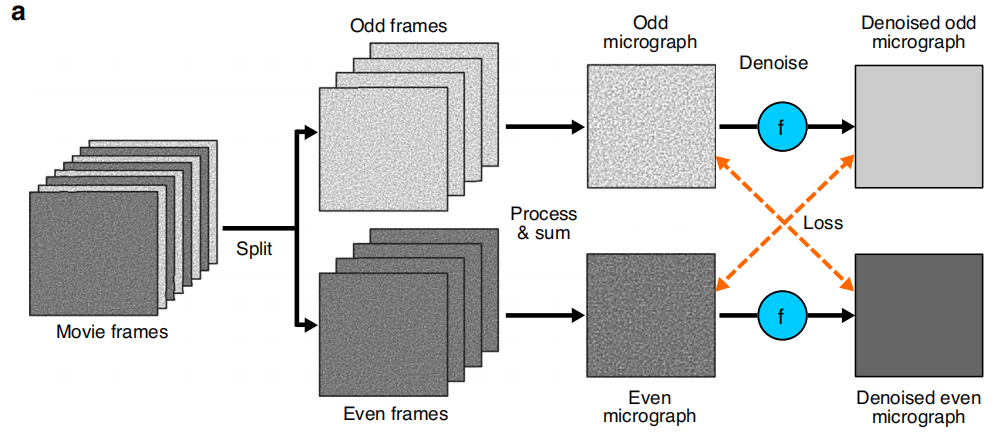 a
Movie frames
Split
Odd frames
Even frames
Process
& sum
Odd
micrograph
Even
micrograph
Denoise
f
f
Loss
Denoised odd
micrograph
Denoised even
micrograph